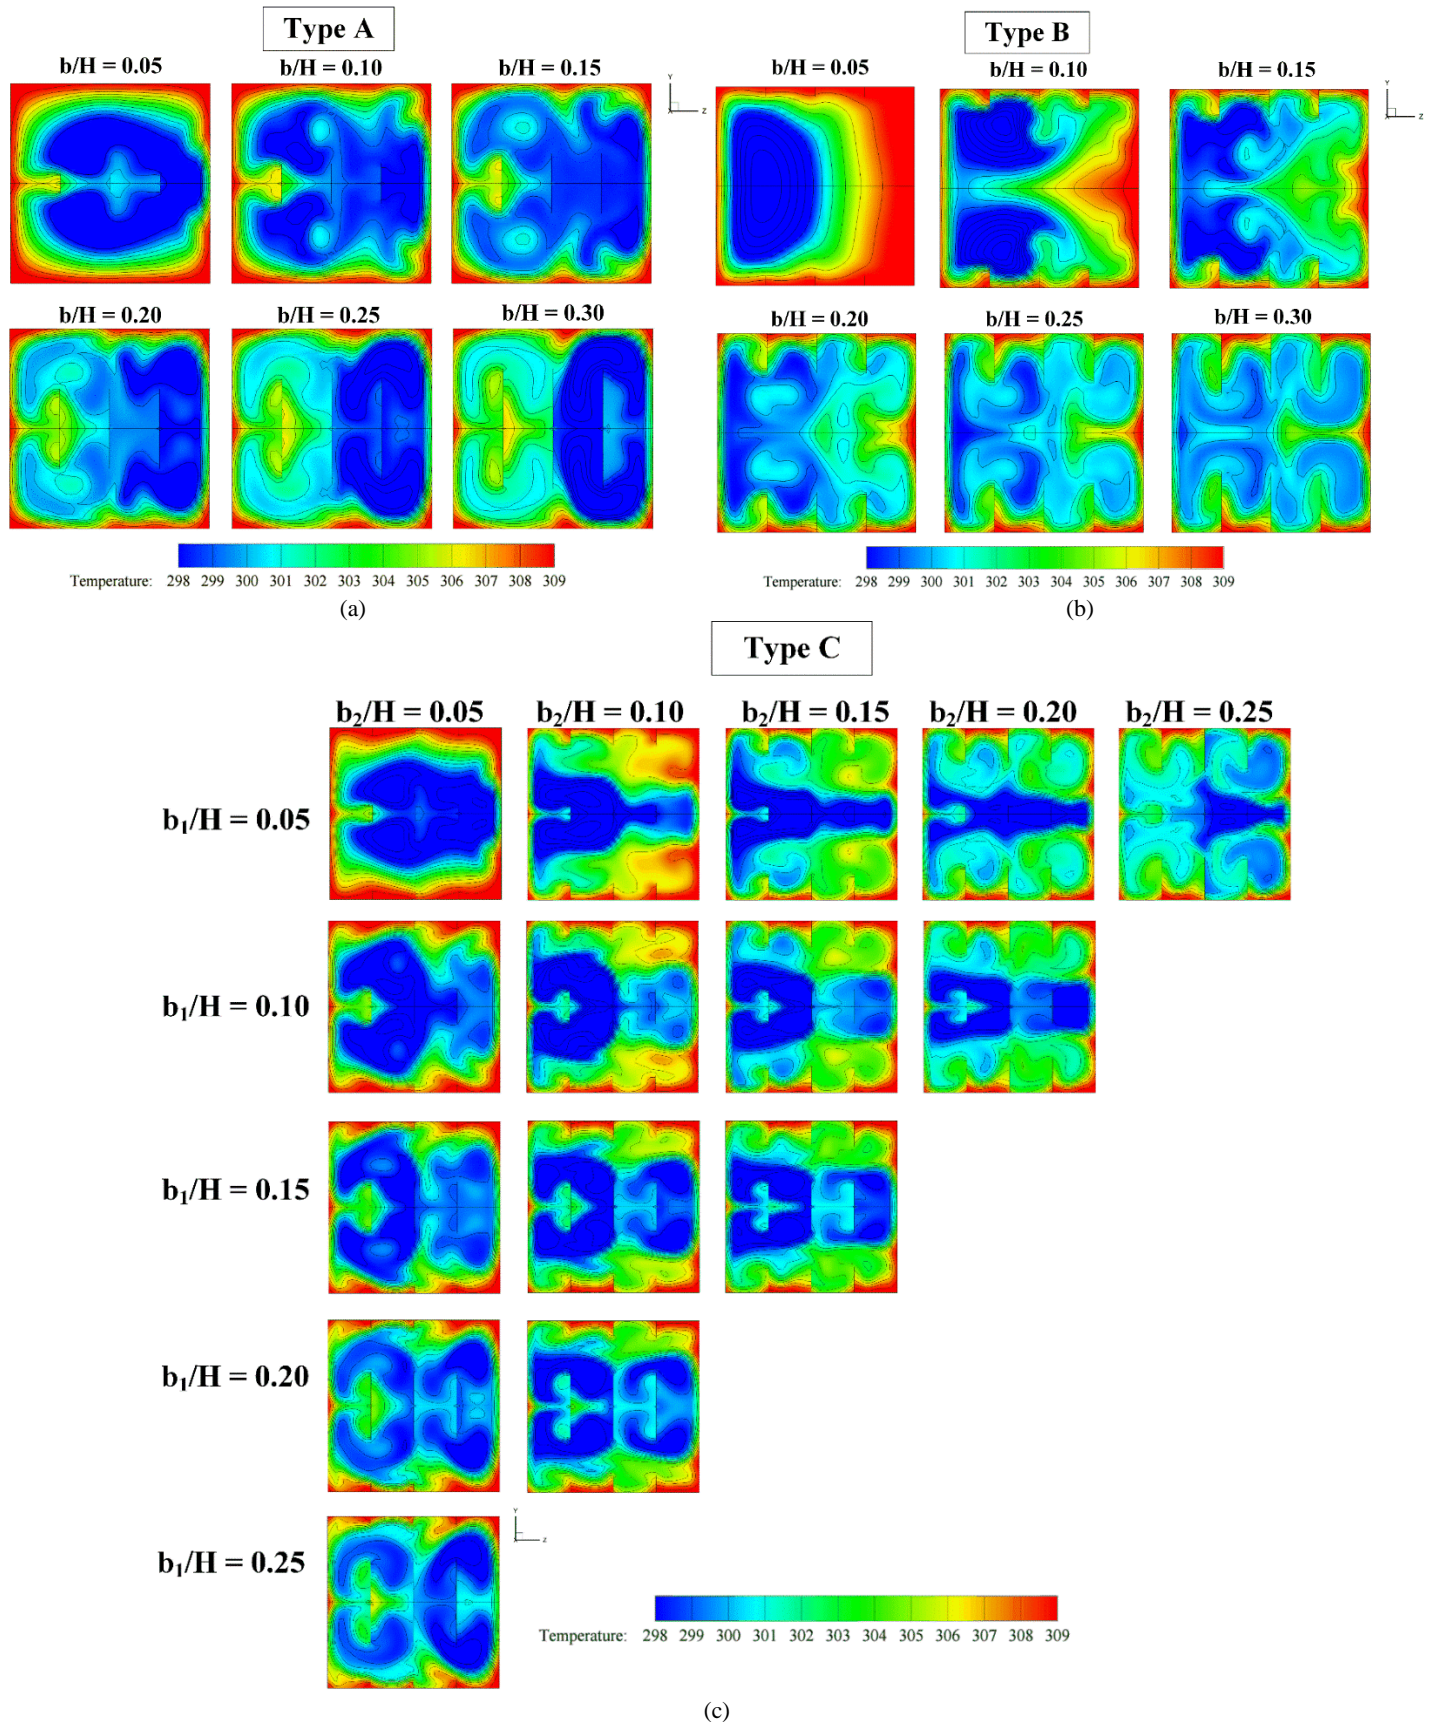 Type A
b/H = 0.05
b/H = 0.10
b/H = 0.15
Y
Z
b/H = 0.20
b/H = 0.25
b/H = 0.30
Temperature: 298 299 300 301 302 303 304 305 306 307 308 309
(a)
Type B
b/H = 0.05
b/H = 0.10
b/H = 0.15
Y
X
Z
b/H = 0.20
b/H = 0.25
b/H = 0.30
Temperature: 298 299 300 301 302 303 304 305 306 307 308 309
(b)
Type C
b₂/H = 0.05 b₂/H = 0.10 b₂/H = 0.15 b₂/H = 0.20 b₂/H = 0.25
b₁/H = 0.05
b₁/H = 0.10
b₁/H = 0.15
b₁/H = 0.20
b₁/H = 0.25
Y
X
Z
Temperature: 298 299 300 301 302 303 304 305 306 307 308 309
(c)